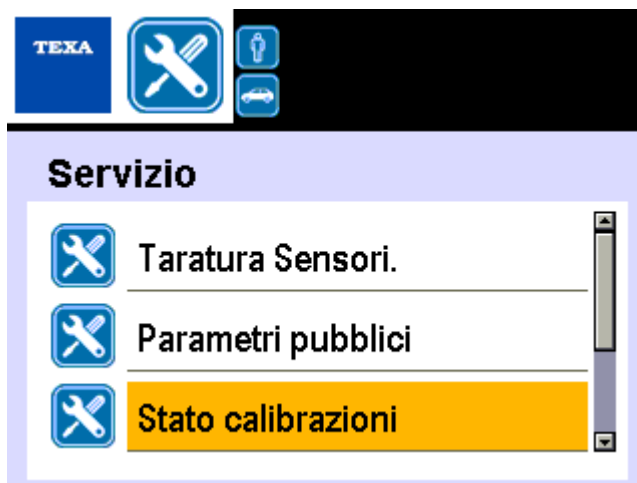 TEXA
Servizio
Taratura Sensori.
Parametri pubblici
Stato calibrazioni